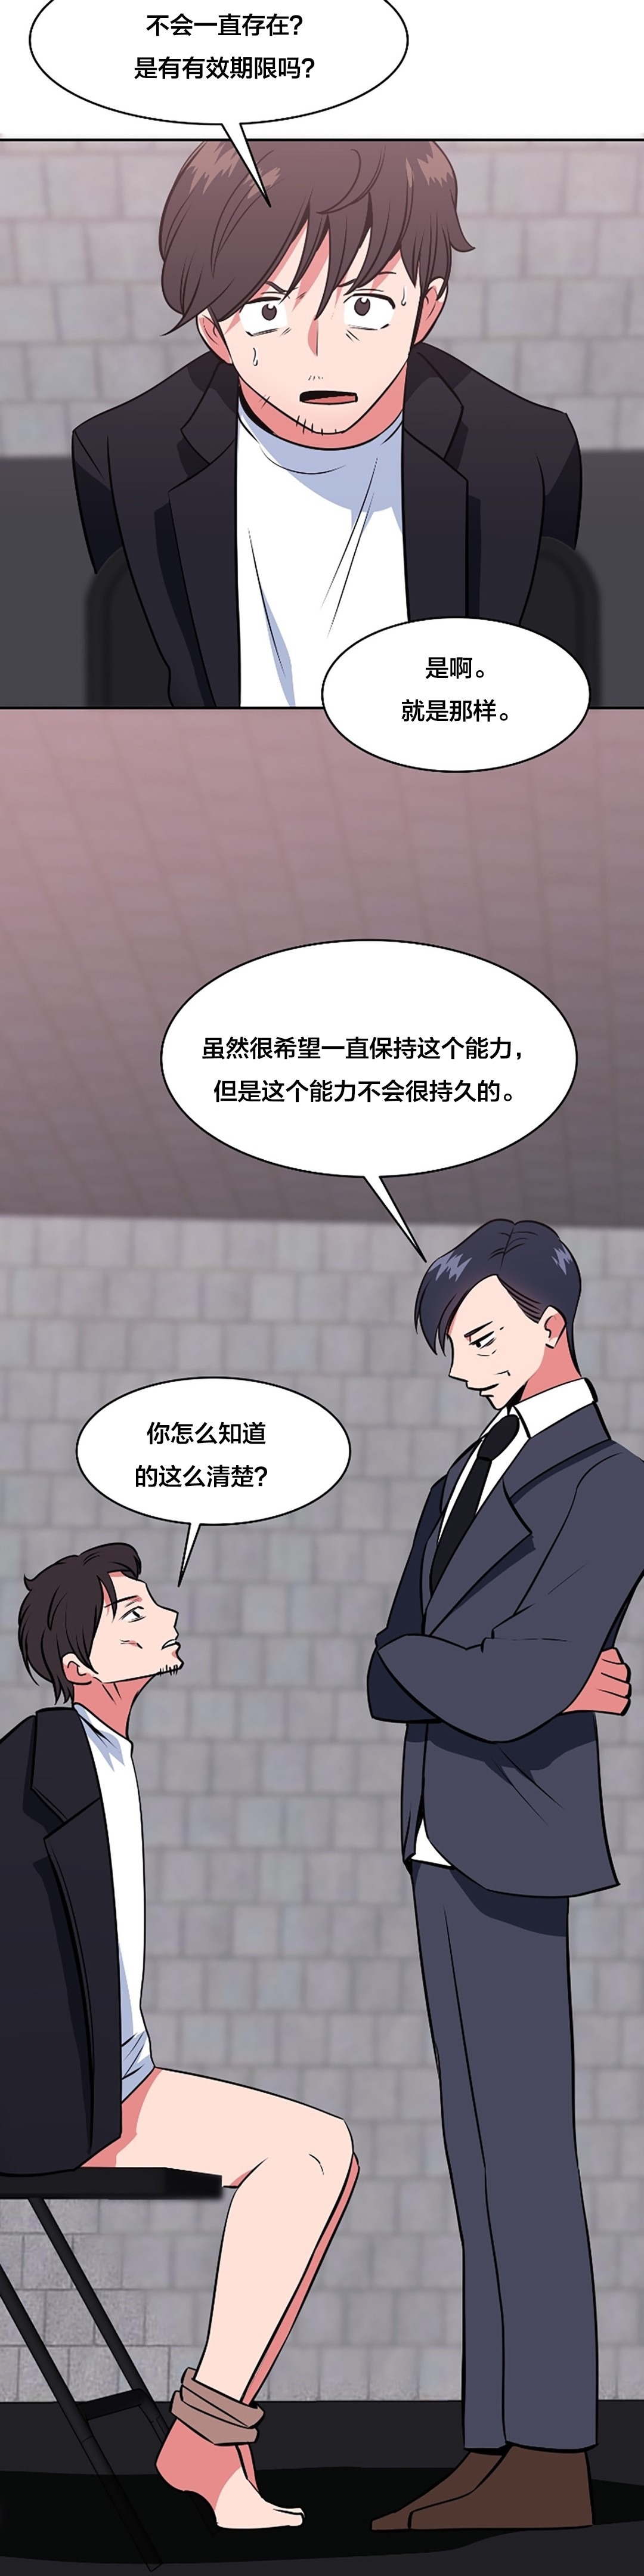 不会一直存在？
是有有效期限吗？
是啊。
就是那样。
虽然很希望一直保持这个能力，
但是这个能力不会很持久的。
你怎么知道
的这么清楚？